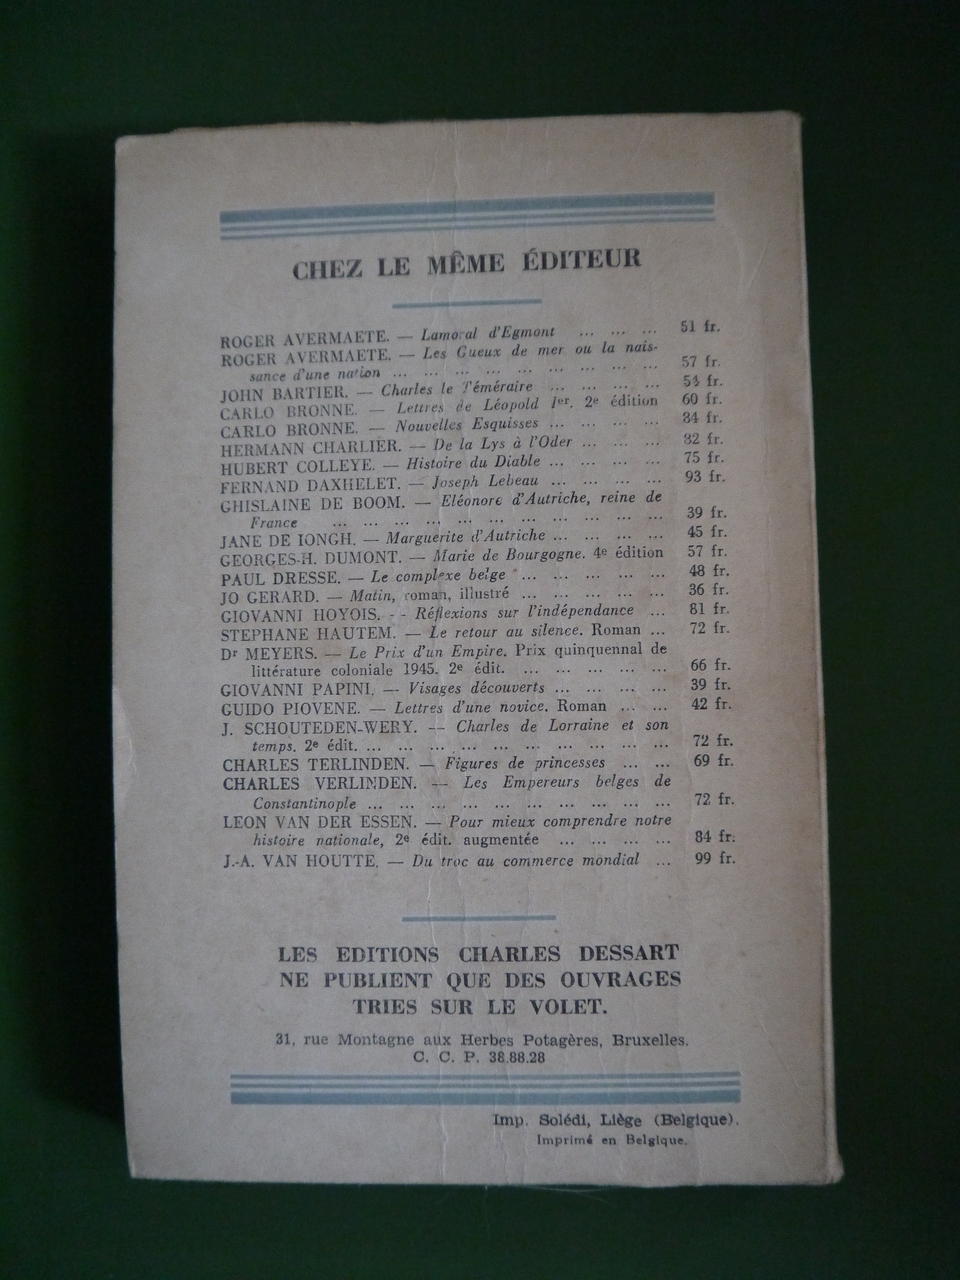 CHEZ LE MÊME ÉDITEUR
ROGER AVERMAETE. — Lamoral d'Egmont ... ... ... 51 fr.
ROGER AVERMAETE. — Les Gueux de mer ou la nais-
sance d'une nation ... ... ... ... ... ... ... ... ... 57 fr.
JOHN BARTIER. — Charles le Téméraire ... ... ... ... 54 fr.
CARLO BRONNE. — Lettres de Léopold Ier. 2e édition 60 fr.
CARLO BRONNE. — Nouvelles Esquisses ... ... ... ... 34 fr.
HERMANN CHARLIER. — De la Lys à l'Oder ... ... ... 32 fr.
HUBERT COLLEYE. — Histoire du Diable ... ... ... ... 75 fr.
FERNAND DAXHELET. — Joseph Lebeau ... ... ... ... 93 fr.
GHISLAINE DE BOOM. — Eléonore d'Autriche, reine de
France ... ... ... ... ... ... ... ... ... ... ... 39 fr.
JANE DE IONGH. — Marguerite d'Autriche ... ... ... ... 45 fr.
GEORGES-H. DUMONT. — Marie de Bourgogne. 4e édition 57 fr.
PAUL DRESSE. — Le complexe belge ... ... ... ... ... 48 fr.
JO GERARD. — Matin, roman, illustré ... ... ... ... ... 36 fr.
GIOVANNI HOYOIS. -- Réflexions sur l'indépendance ... 81 fr.
STEPHANE HAUTEM. — Le retour au silence. Roman ... 72 fr.
Dr MEYERS. — Le Prix d'un Empire. Prix quinquennal de
littérature coloniale 1945. 2e édit. ... ... ... ... ... 66 fr.
GIOVANNI PAPINI. — Visages découverts ... ... ... ... 39 fr.
GUIDO PIOVENE. — Lettres d'une novice. Roman ... ... 42 fr.
J. SCHOUTEDEN-WERY. — Charles de Lorraine et son
temps. 2e édit. ... ... ... ... ... ... ... ... ... ... 72 fr.
CHARLES TERLINDEN. — Figures de princesses ... ... 69 fr.
CHARLES VERLINDEN. — Les Empereurs belges de
Constantinople ... ... ... ... ... ... ... ... ... ... 72 fr.
LEON VAN DER ESSEN. — Pour mieux comprendre notre
histoire nationale, 2e édit. augmentée ... ... ... ... 84 fr.
J.-A. VAN HOUTTE. — Du troc au commerce mondial ... 99 fr.
LES EDITIONS CHARLES DESSART
NE PUBLIENT QUE DES OUVRAGES
TRIES SUR LE VOLET.
31, rue Montagne aux Herbes Potagères, Bruxelles.
C. C. P. 38.88.28
Imp. Solédi, Liège (Belgique).
Imprimé en Belgique.